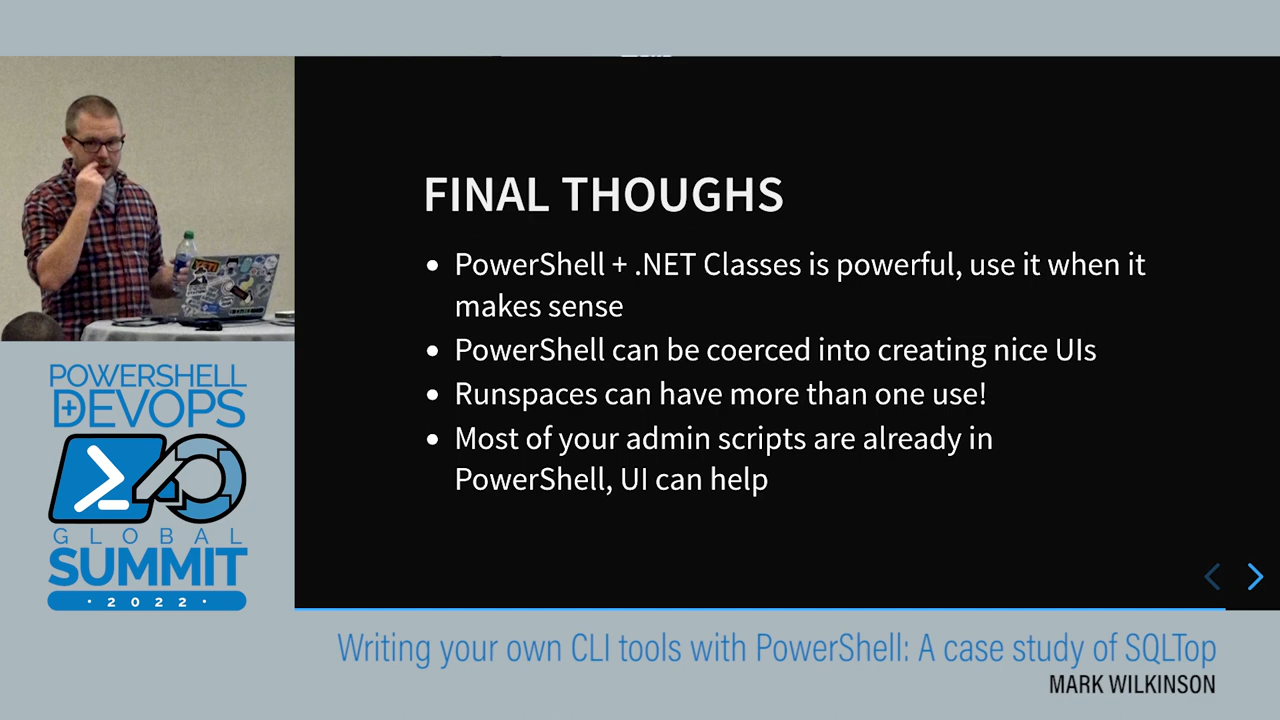 FINAL THOUGHS
PowerShell + .NET Classes is powerful, use it when it
makes sense
PowerShell can be coerced into creating nice UIs
Runspaces can have more than one use!
Most of your admin scripts are already in
PowerShell, UI can help
YETI
POWERSHELL
+DEVOPS
GLOBAL
SUMMIT
· 2022 ·
Writing your own CLI tools with PowerShell: A case study of SQLTop
MARK WILKINSON